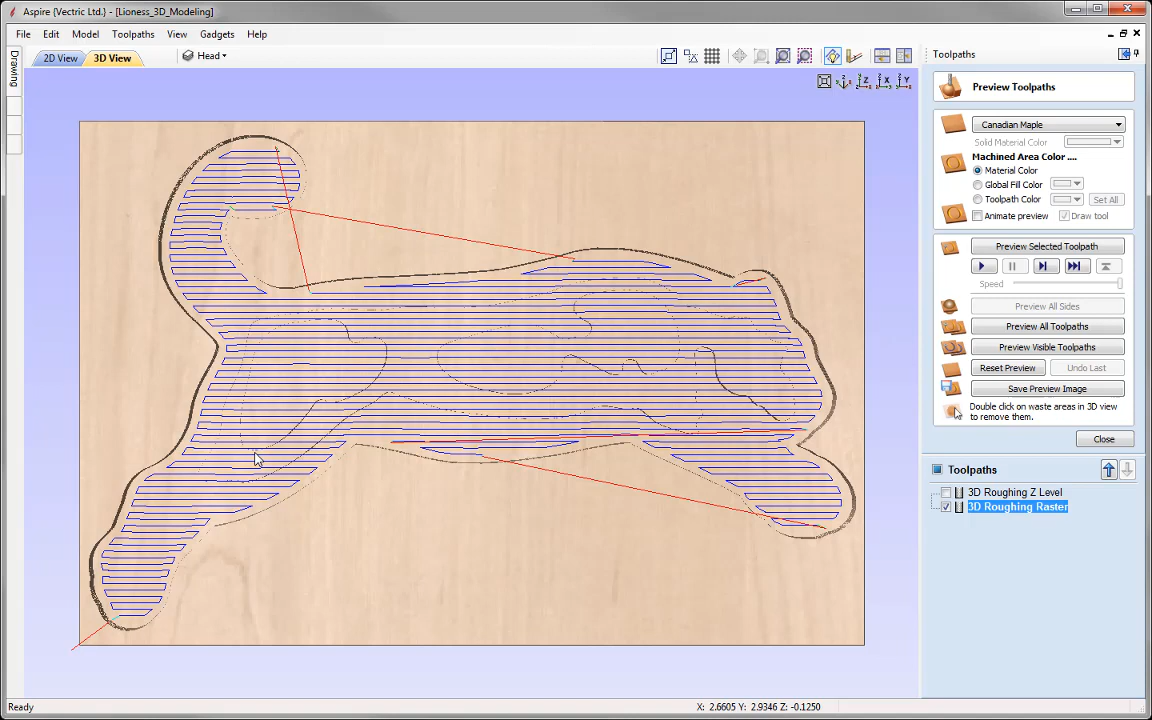 Aspire {Vectric Ltd.} - [Lioness_3D_Modeling]
File Edit Model Toolpaths View Gadgets Help
2D View 3D View Head
Drawing
Toolpaths
Preview Toolpaths
Canadian Maple
Solid Material Color
Machined Area Color ....
Material Color
Global Fill Color
Toolpath Color Set All
Animate preview Draw tool
Preview Selected Toolpath
Speed
Preview All Sides
Preview All Toolpaths
Preview Visible Toolpaths
Reset Preview Undo Last
Save Preview Image
Double click on waste areas in 3D view
to remove them.
Close
Toolpaths
3D Roughing Z Level
3D Roughing Raster
Ready X: 2.6605 Y: 2.9346 Z: -0.1250